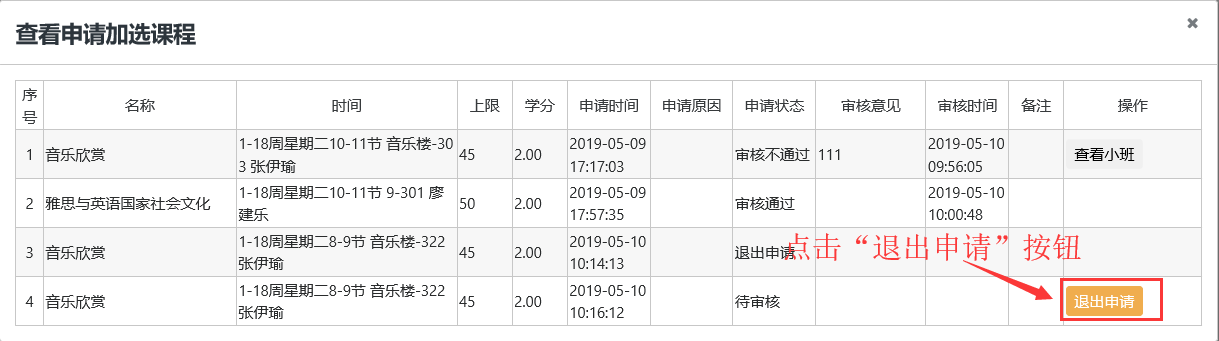 查看申请加选课程
✖
序号 名称 时间 上限 学分 申请时间 申请原因 申请状态 审核意见 审核时间 备注 操作
1 音乐欣赏 1-18周星期二10-11节 音乐楼-303 张伊瑜 45 2.00 2019-05-09 17:17:03 审核不通过 111 2019-05-10 09:56:05 查看小班
2 雅思与英语国家社会文化 1-18周星期二10-11节 9-301 廖建乐 50 2.00 2019-05-09 17:57:35 审核通过 2019-05-10 10:00:48
3 音乐欣赏 1-18周星期二8-9节 音乐楼-322 张伊瑜 45 2.00 2019-05-10 10:14:13 退出申请
点击“退出申请”按钮
4 音乐欣赏 1-18周星期二8-9节 音乐楼-322 张伊瑜 45 2.00 2019-05-10 10:16:12 待审核 退出申请